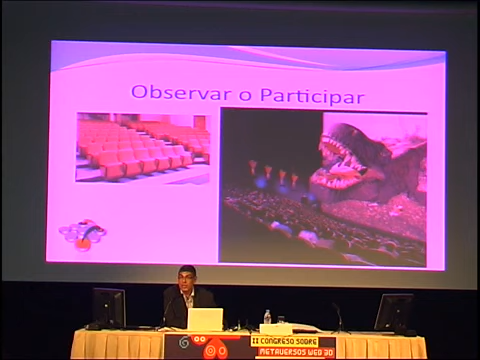 Observar o Participar
II CONGRESO SOBRE
METAVERSOS WEB 3D